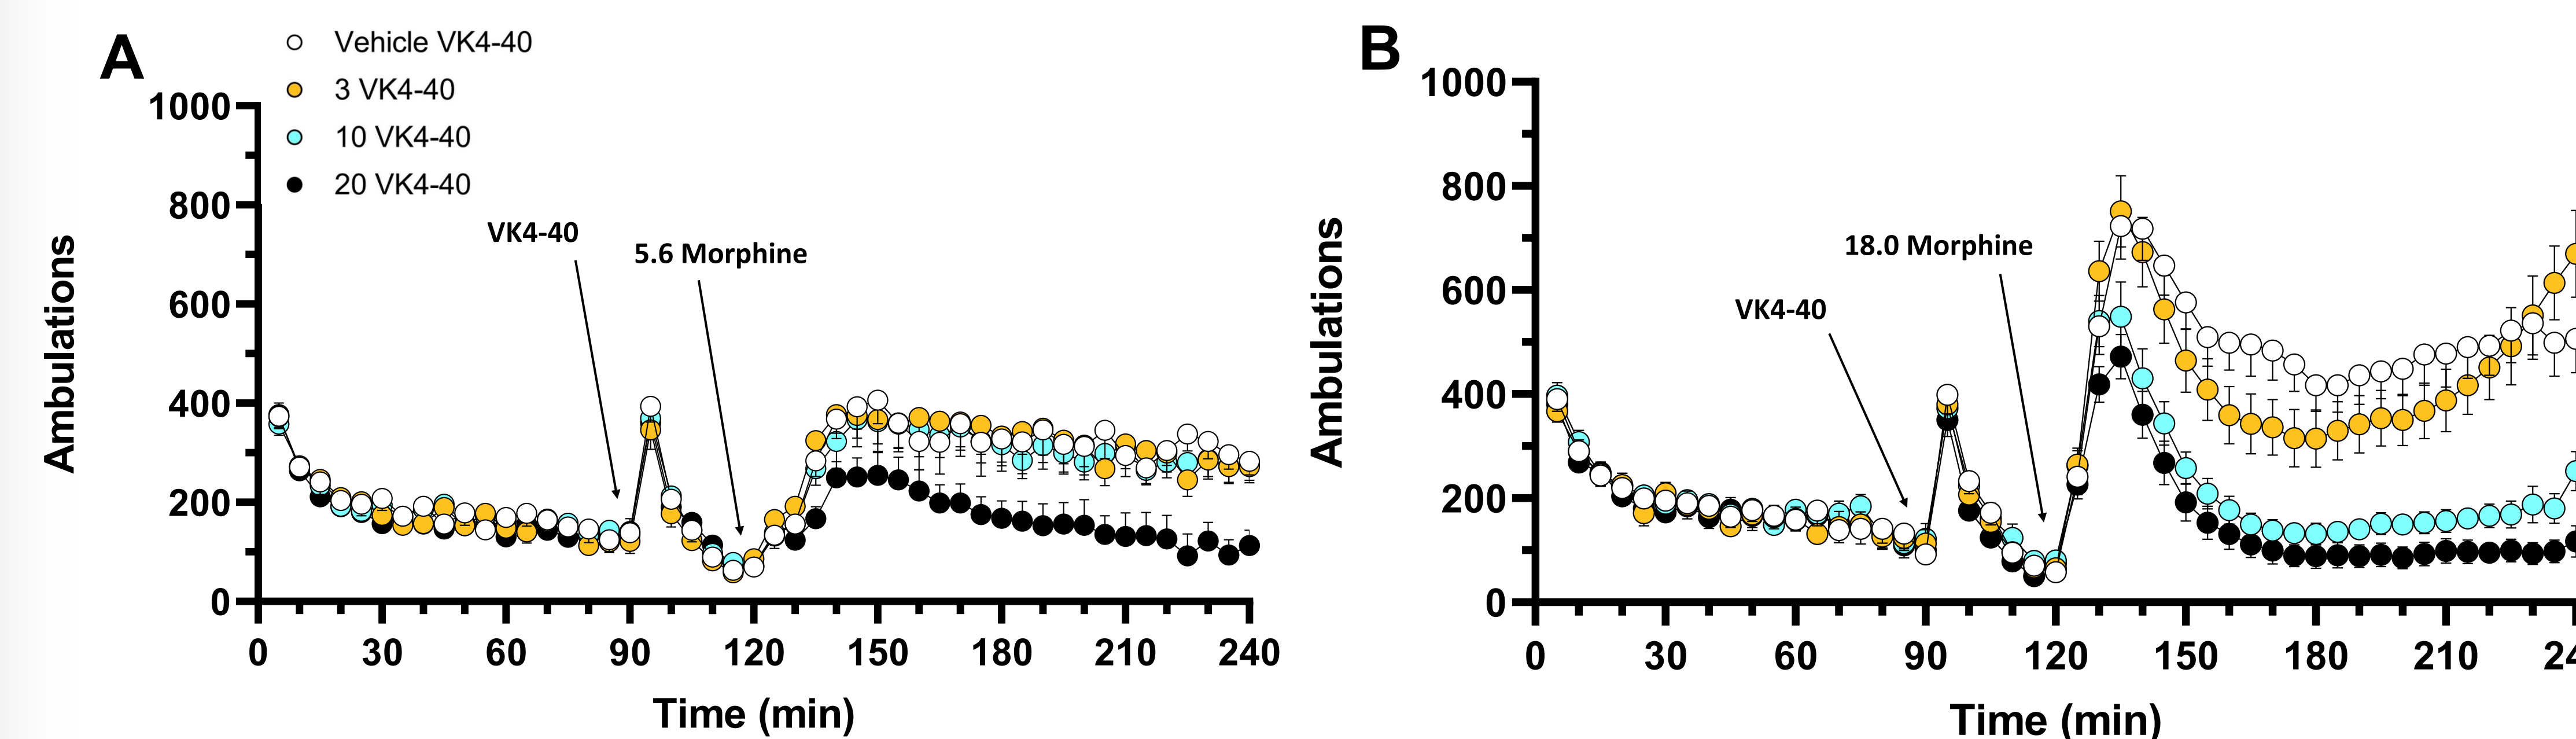 A
Vehicle VK4-40
3 VK4-40
10 VK4-40
20 VK4-40
1000
800
600
400
200
0
Ambulations
VK4-40
5.6 Morphine
0 30 60 90 120 150 180 210 240
Time (min)
B
1000
800
600
400
200
0
Ambulations
18.0 Morphine
VK4-40
0 30 60 90 120 150 180 210 24
Time (min)